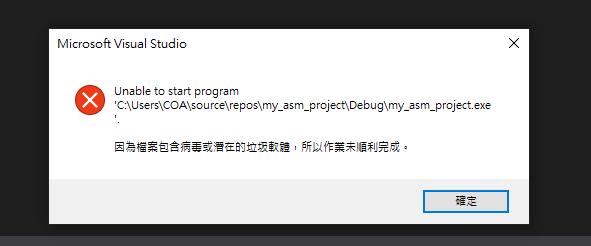 Microsoft Visual Studio
Unable to start program
'C:\Users\COA\source\repos\my_asm_project\Debug\my_asm_project.exe
'.
因為檔案包含病毒或潛在的垃圾軟體，所以作業未順利完成。
確定